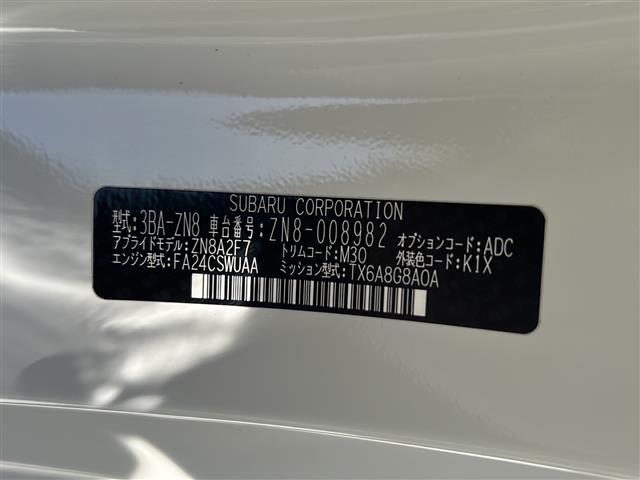 SUBARU CORPORATION
型式:3BA-ZN8 車台番号:ZN8-008982
アプライドモデル:ZN8A2F7 トリムコード:M30 オプションコード:ADC
エンジン型式:FA24CSWUAA ミッション型式:TX6A8G8A0A 外装色コード:K1X